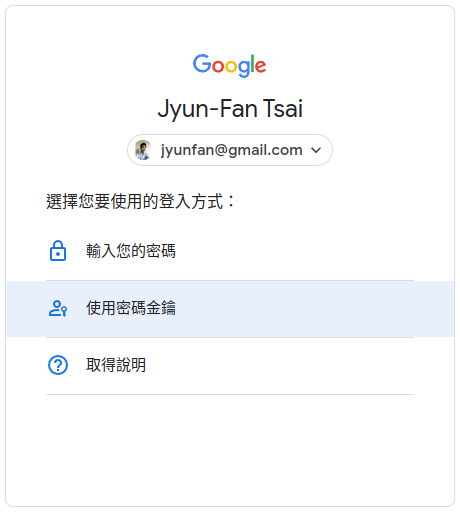 Google
Jyun-Fan Tsai
jyunfan@gmail.com
選擇您要使用的登入方式：
輸入您的密碼
使用密碼金鑰
取得說明